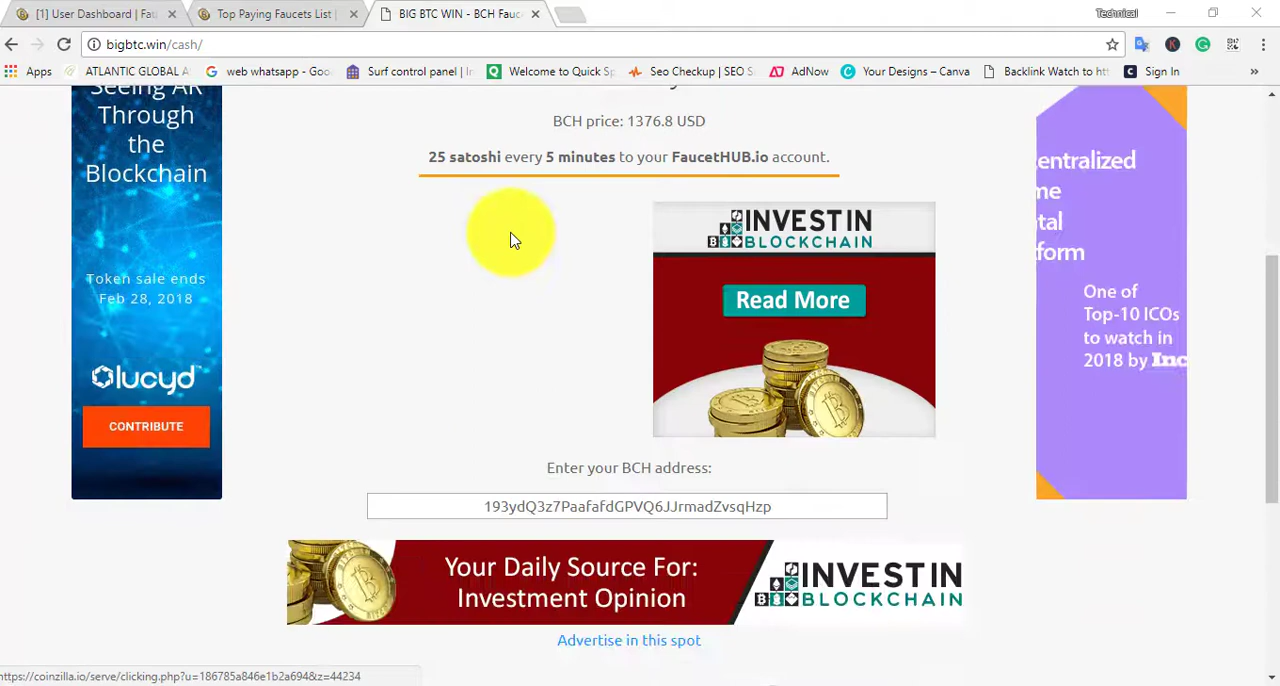 [1] User Dashboard | Fa
Top Paying Faucets List |
BIG BTC WIN - BCH Fauc
Technical
bigbtc.win/cash/
Apps
ATLANTIC GLOBAL A
web whatsapp - Goo
Surf control panel | In
Welcome to Quick Sp
Seo Checkup | SEO S
AdNow
Your Designs – Canva
Backlink Watch to htt
Sign In
Seeing AR
Through
the
Blockchain
Token sale ends
Feb 28, 2018
lucyd
CONTRIBUTE
BCH price: 1376.8 USD
25 satoshi every 5 minutes to your FaucetHUB.io account.
INVEST IN
BLOCKCHAIN
Read More
entralized
me
tal
form
One of
Top-10 ICOs
to watch in
2018 by Inc
Enter your BCH address:
193ydQ3z7PaafafdGPVQ6JJrmadZvsqHzp
Your Daily Source For:
Investment Opinion
INVEST IN
BLOCKCHAIN
Advertise in this spot
https://coinzilla.io/serve/clicking.php?u=186785a846e1b2a694&z=44234